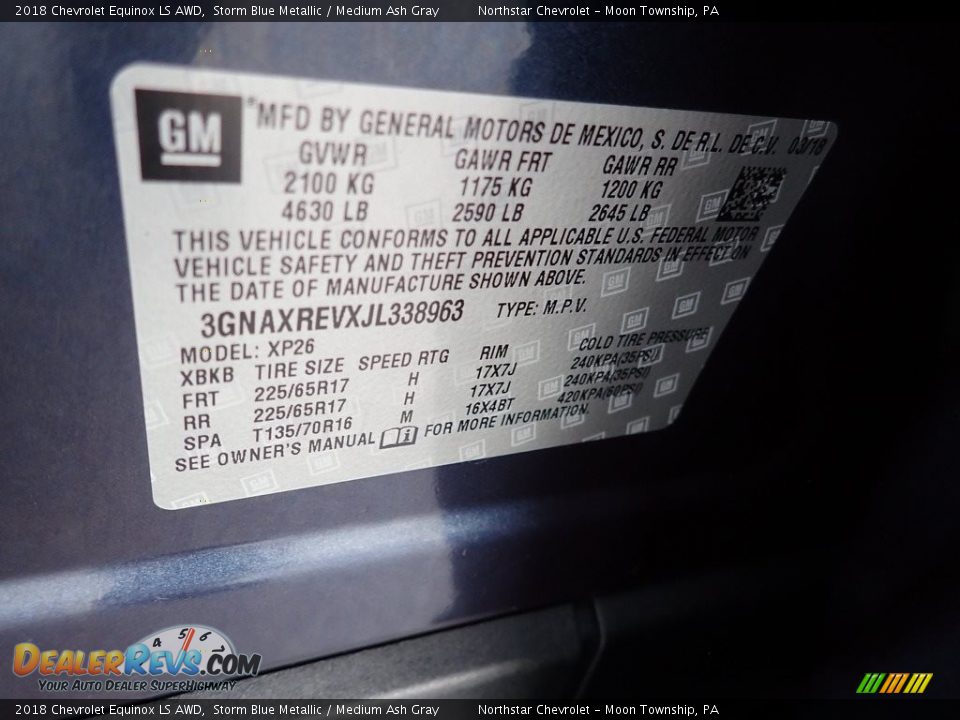 2018 Chevrolet Equinox LS AWD, Storm Blue Metallic / Medium Ash Gray Northstar Chevrolet - Moon Township, PA
GM *MFD BY GENERAL MOTORS DE MEXICO, S. DE R.L. DE C.V. 03/18
GVWR GAWR FRT GAWR RR
2100 KG 1175 KG 1200 KG
4630 LB 2590 LB 2645 LB
THIS VEHICLE CONFORMS TO ALL APPLICABLE U.S. FEDERAL MOTOR
VEHICLE SAFETY AND THEFT PREVENTION STANDARDS IN EFFECT ON
THE DATE OF MANUFACTURE SHOWN ABOVE.
3GNAXREVXJL338963 TYPE: M.P.V.
MODEL: XP26
XBKB TIRE SIZE SPEED RTG RIM COLD TIRE PRESSURE
FRT 225/65R17 H 17X7J 240KPA(35PSI)
RR 225/65R17 H 17X7J 240KPA(35PSI)
SPA T135/70R16 M 16X4BT 420KPA(60PSI)
SEE OWNER'S MANUAL FOR MORE INFORMATION.
4 5 6
DealerRevs.com
Your Auto Dealer SuperHighway
2018 Chevrolet Equinox LS AWD, Storm Blue Metallic / Medium Ash Gray Northstar Chevrolet - Moon Township, PA